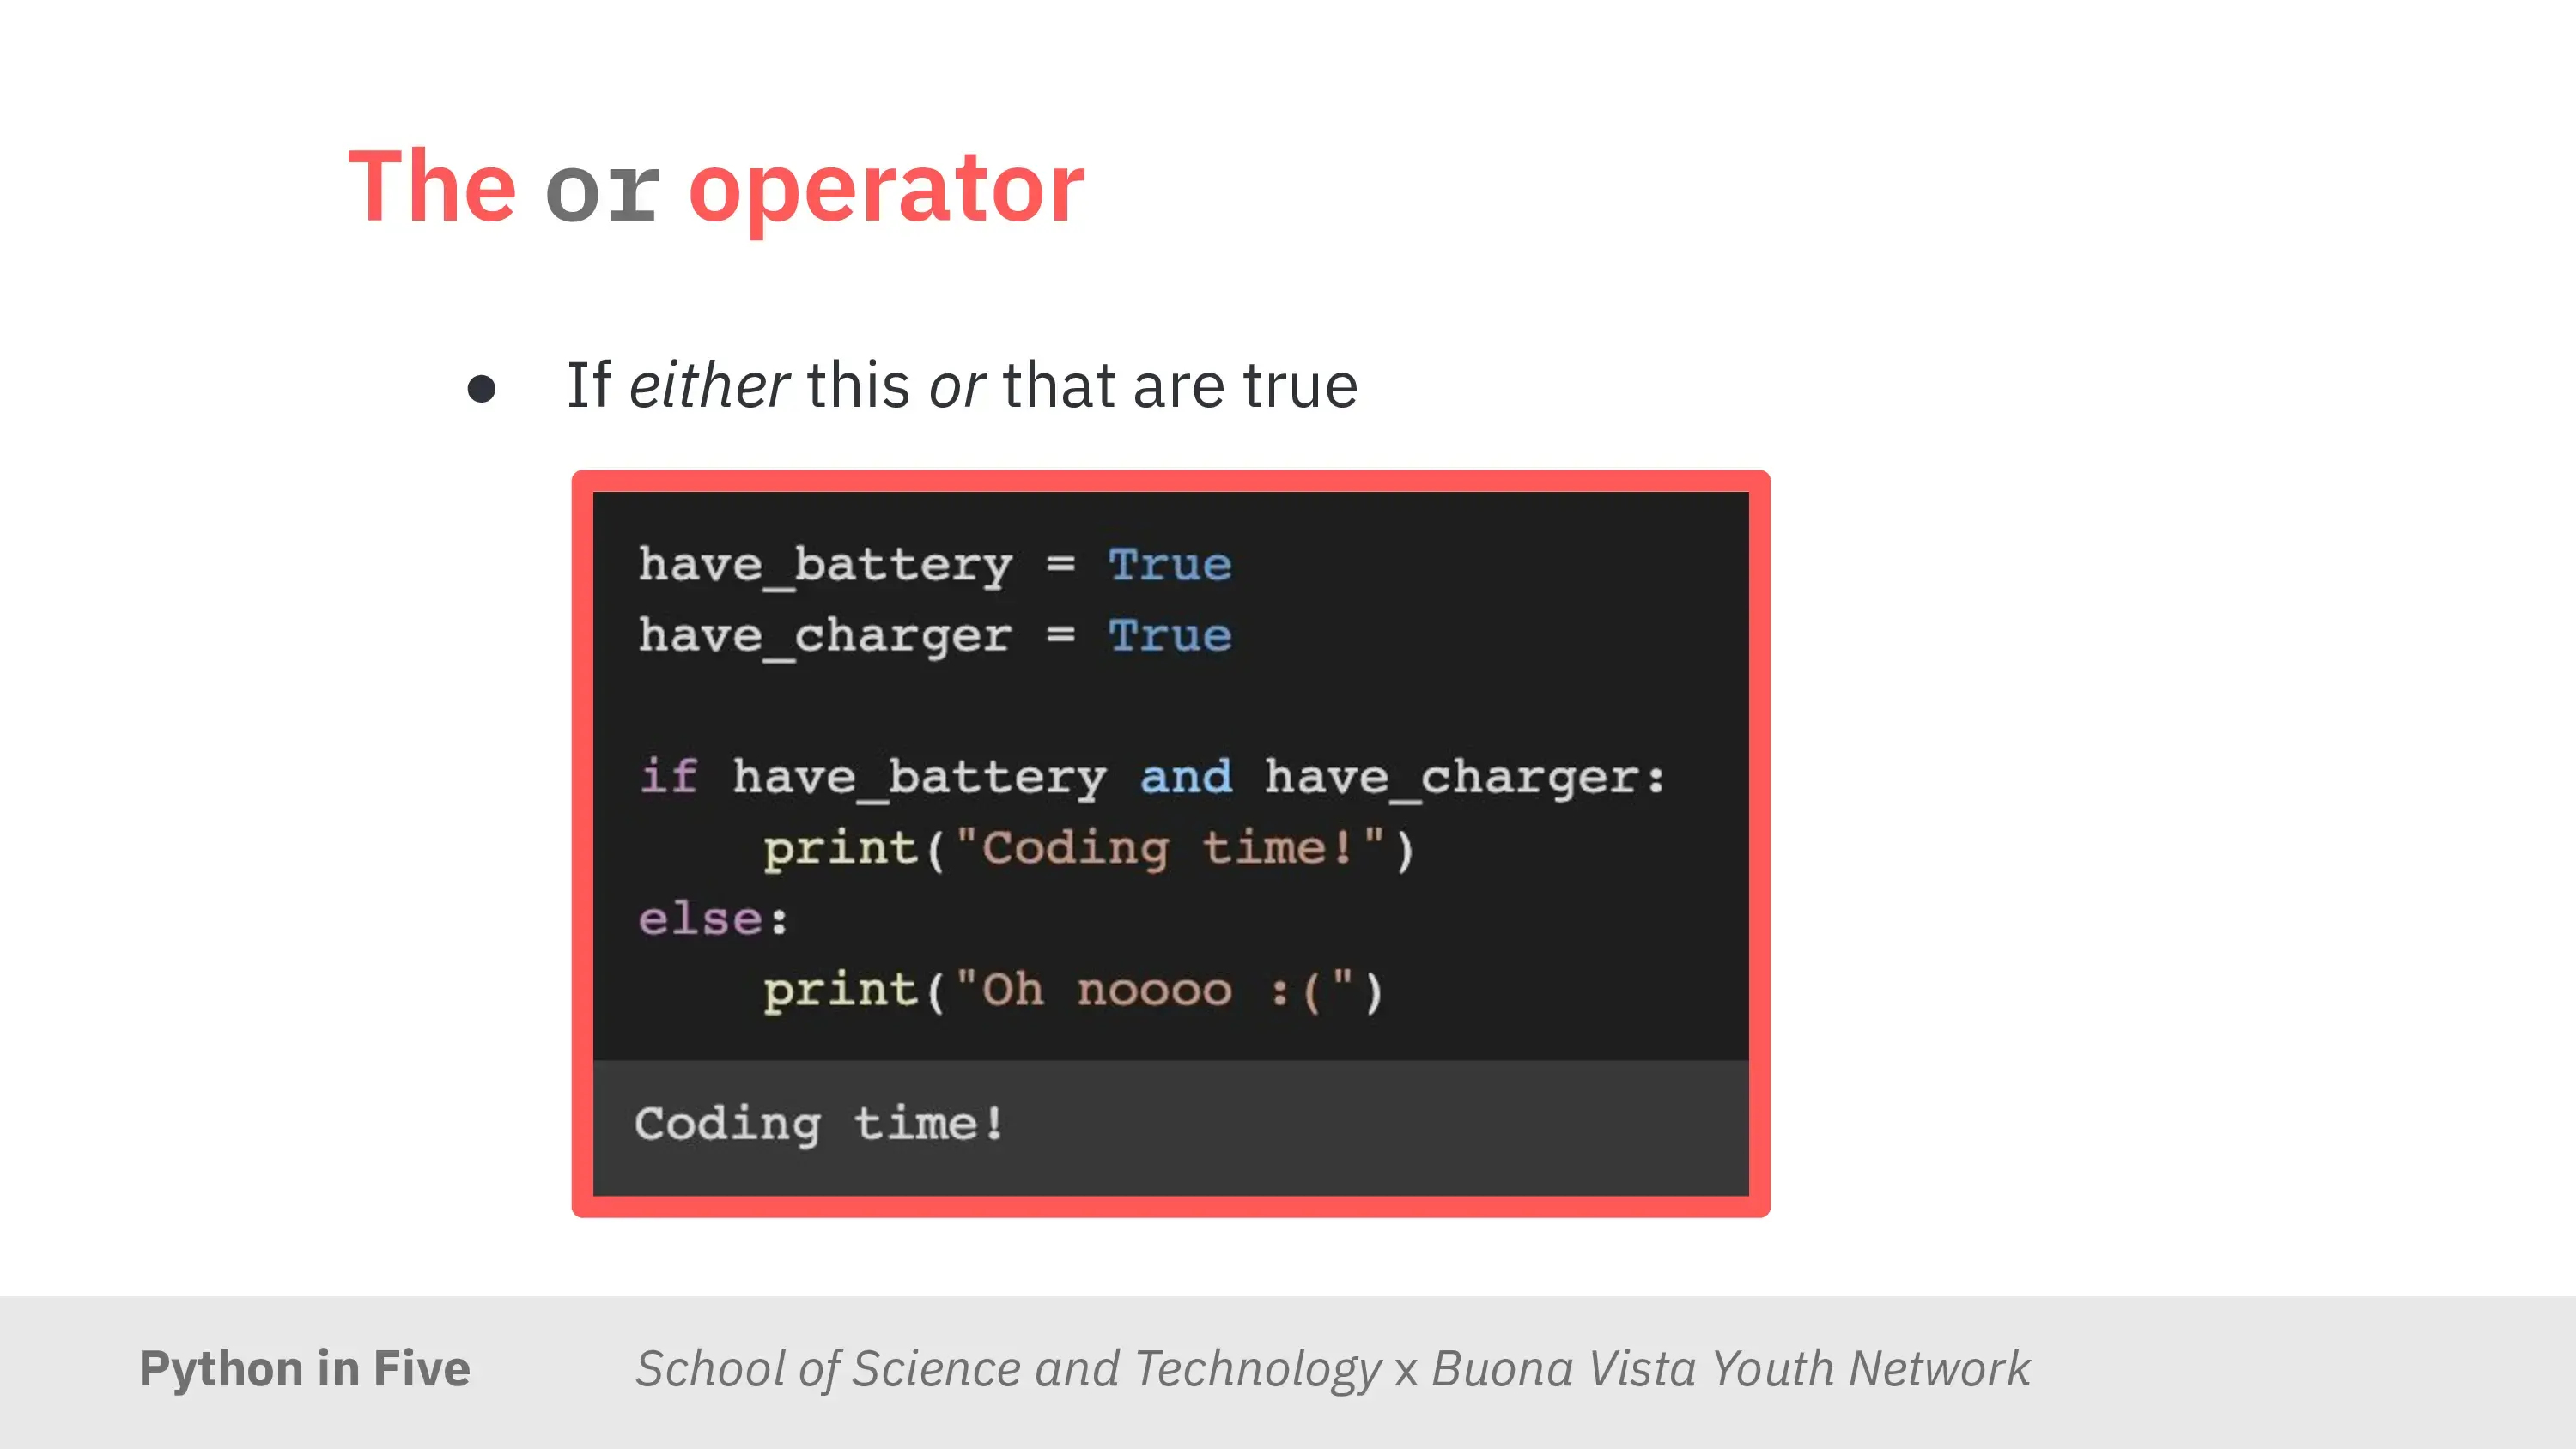 The or operator
● If either this or that are true
have_battery = True
have_charger = True
if have_battery and have_charger:
    print("Coding time!")
else:
    print("Oh noooo :(")
Coding time!
Python in Five School of Science and Technology x Buona Vista Youth Network